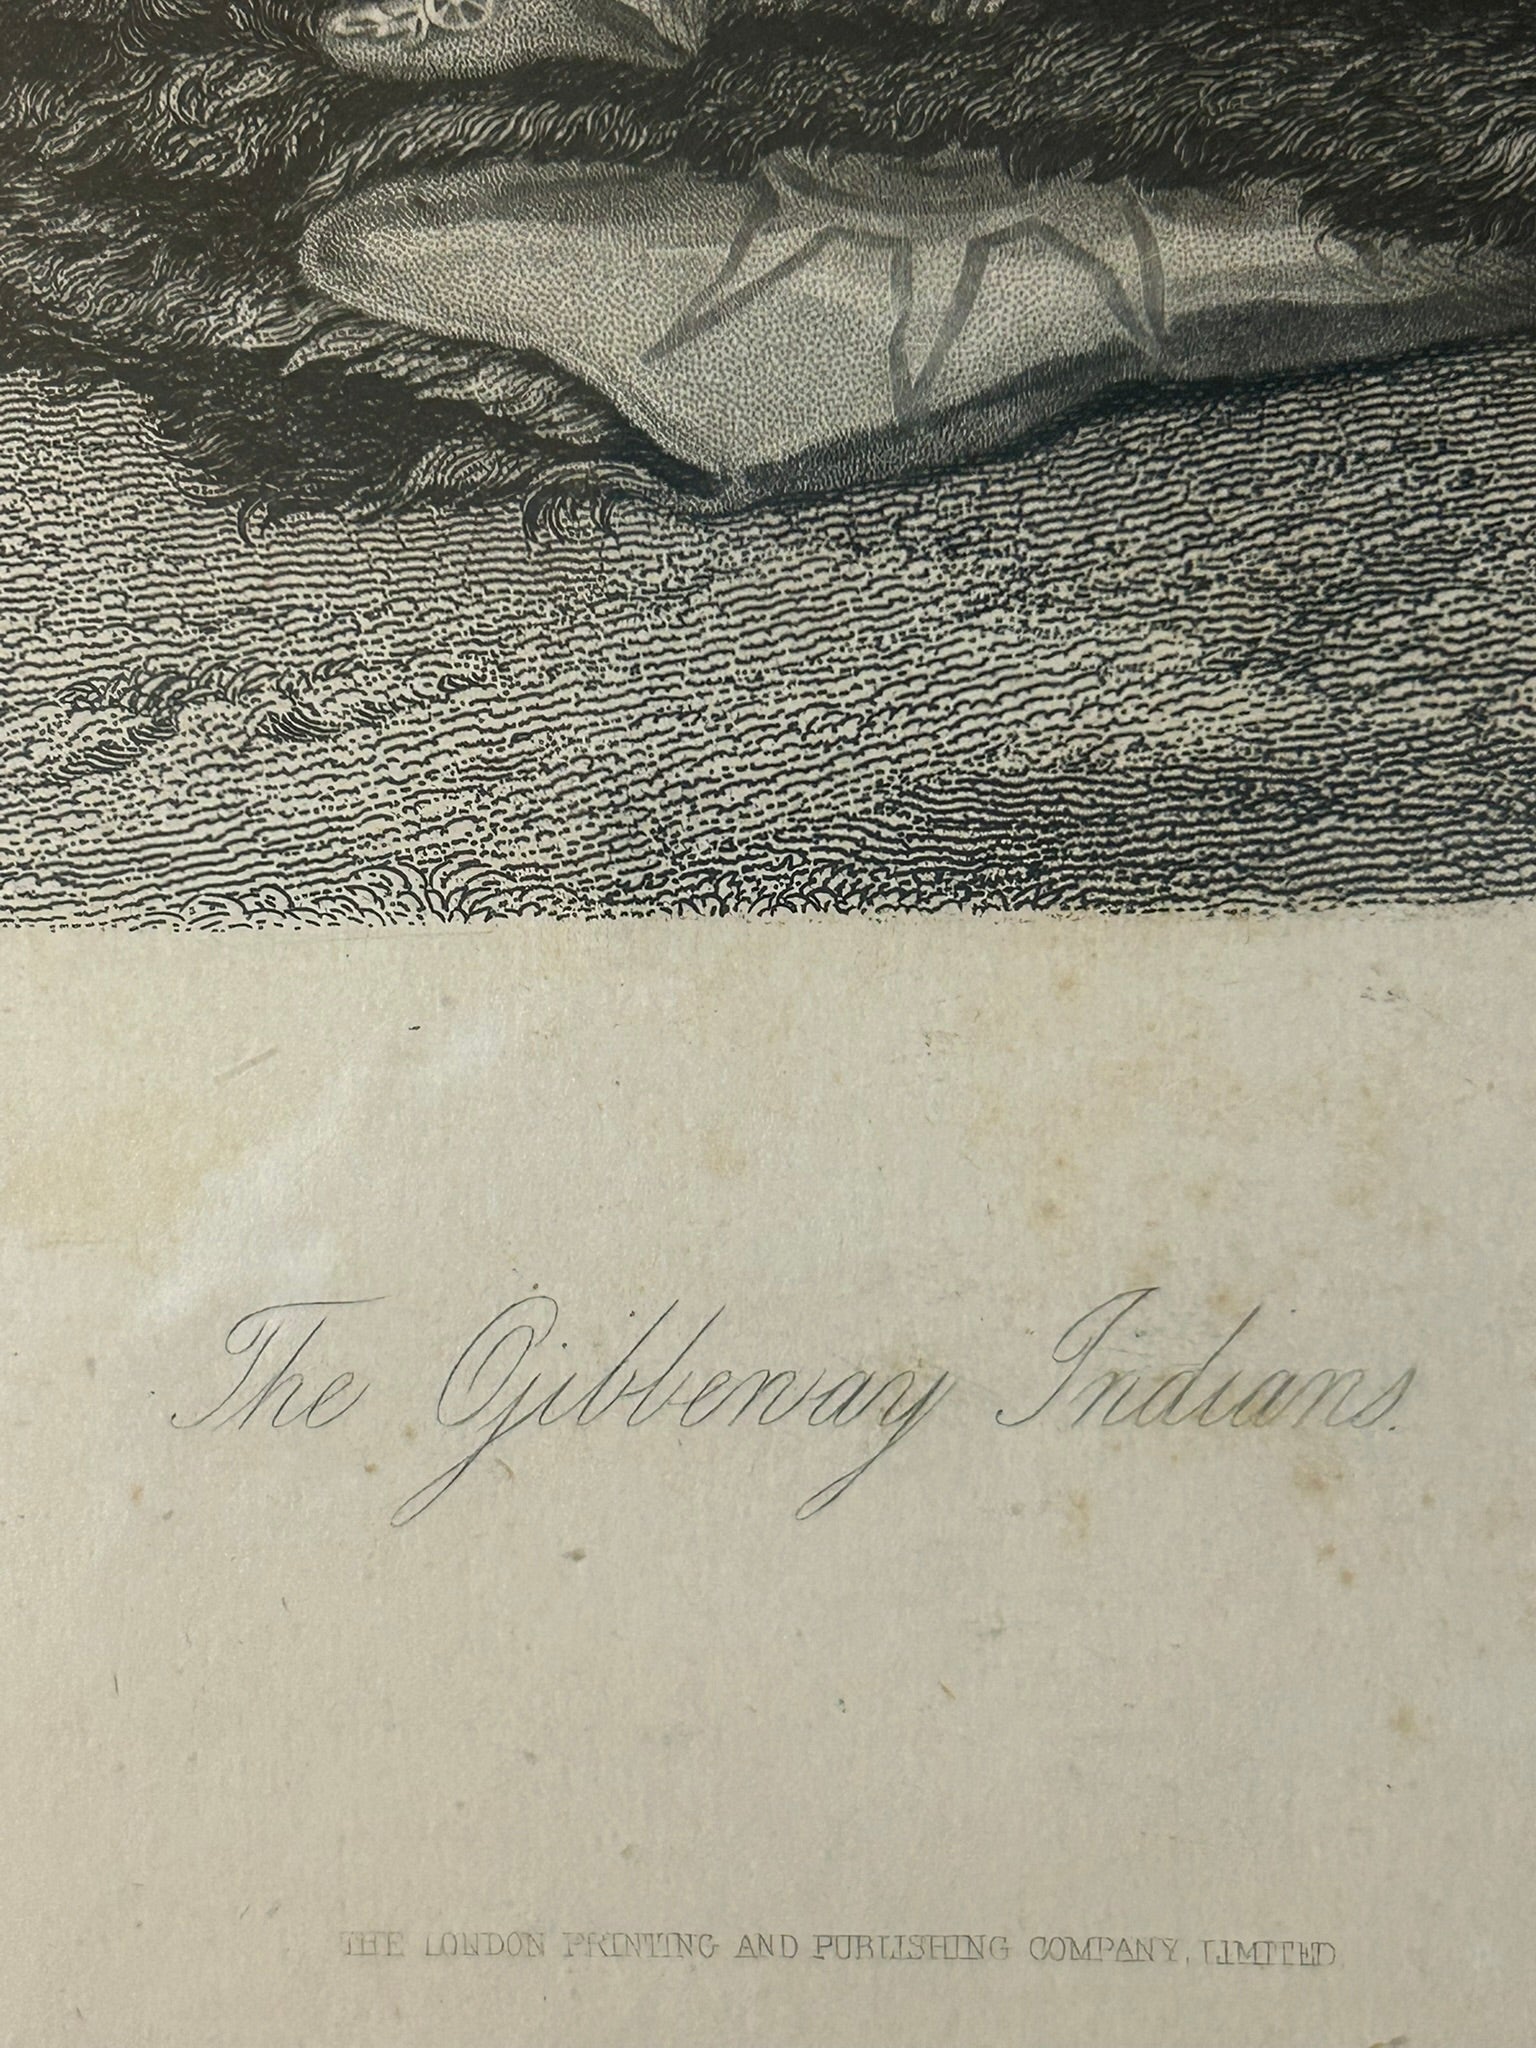 The Ojibbeway Indians.
THE LONDON PRINTING AND PUBLISHING COMPANY, LIMITED